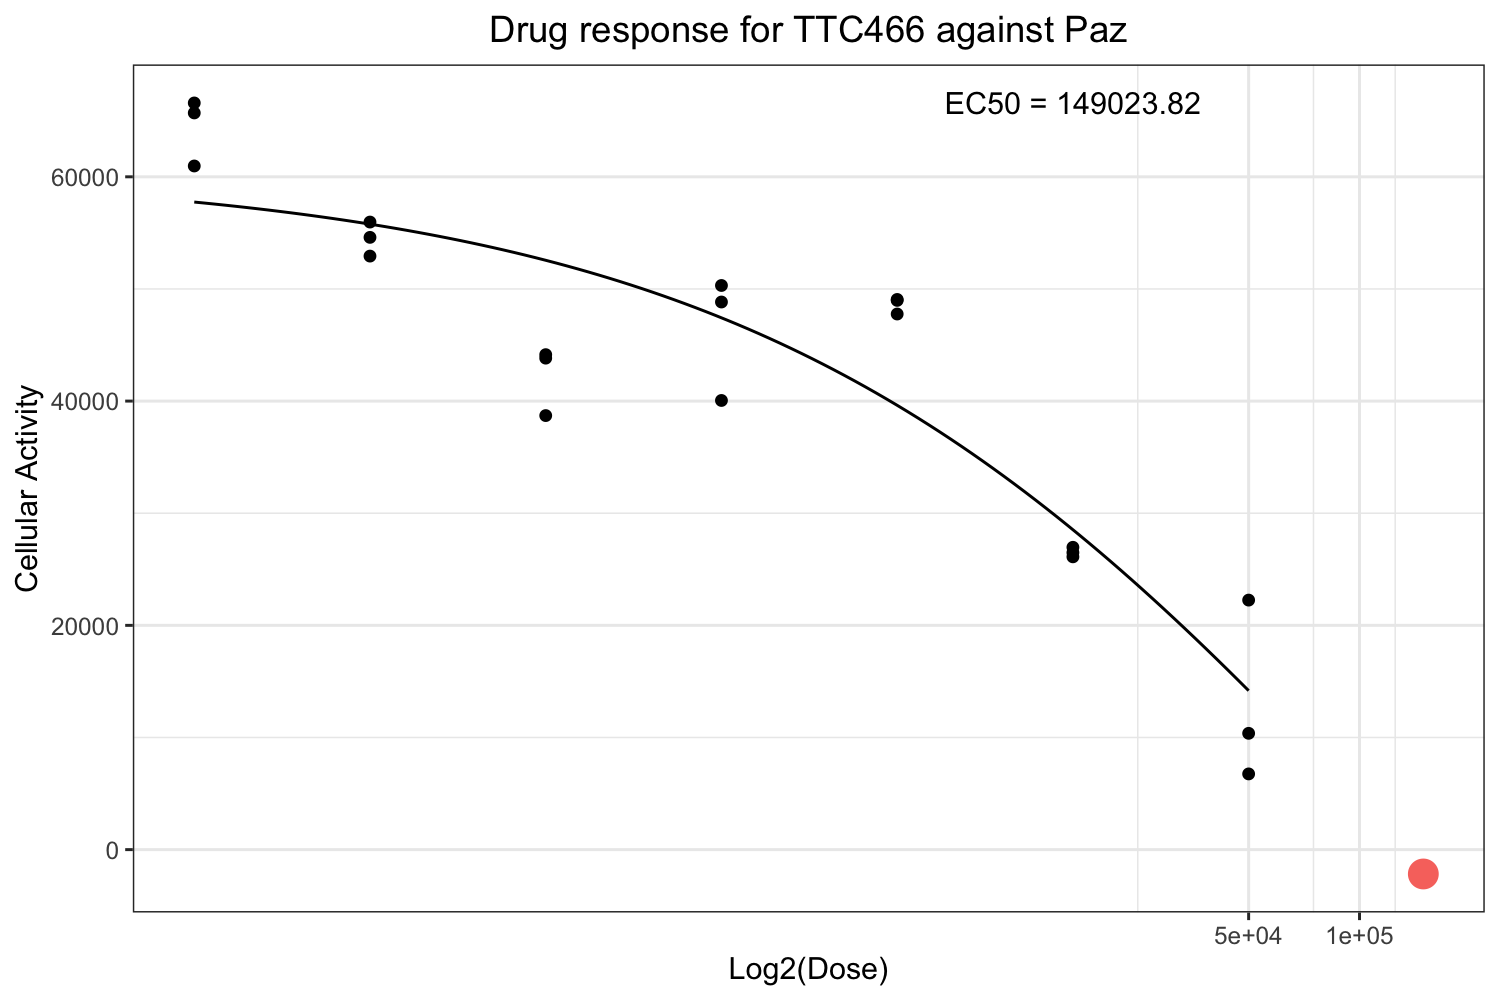 Drug response for TTC466 against Paz
EC50 = 149023.82
60000
40000
20000
0
Cellular Activity
5e+04 1e+05
Log2(Dose)